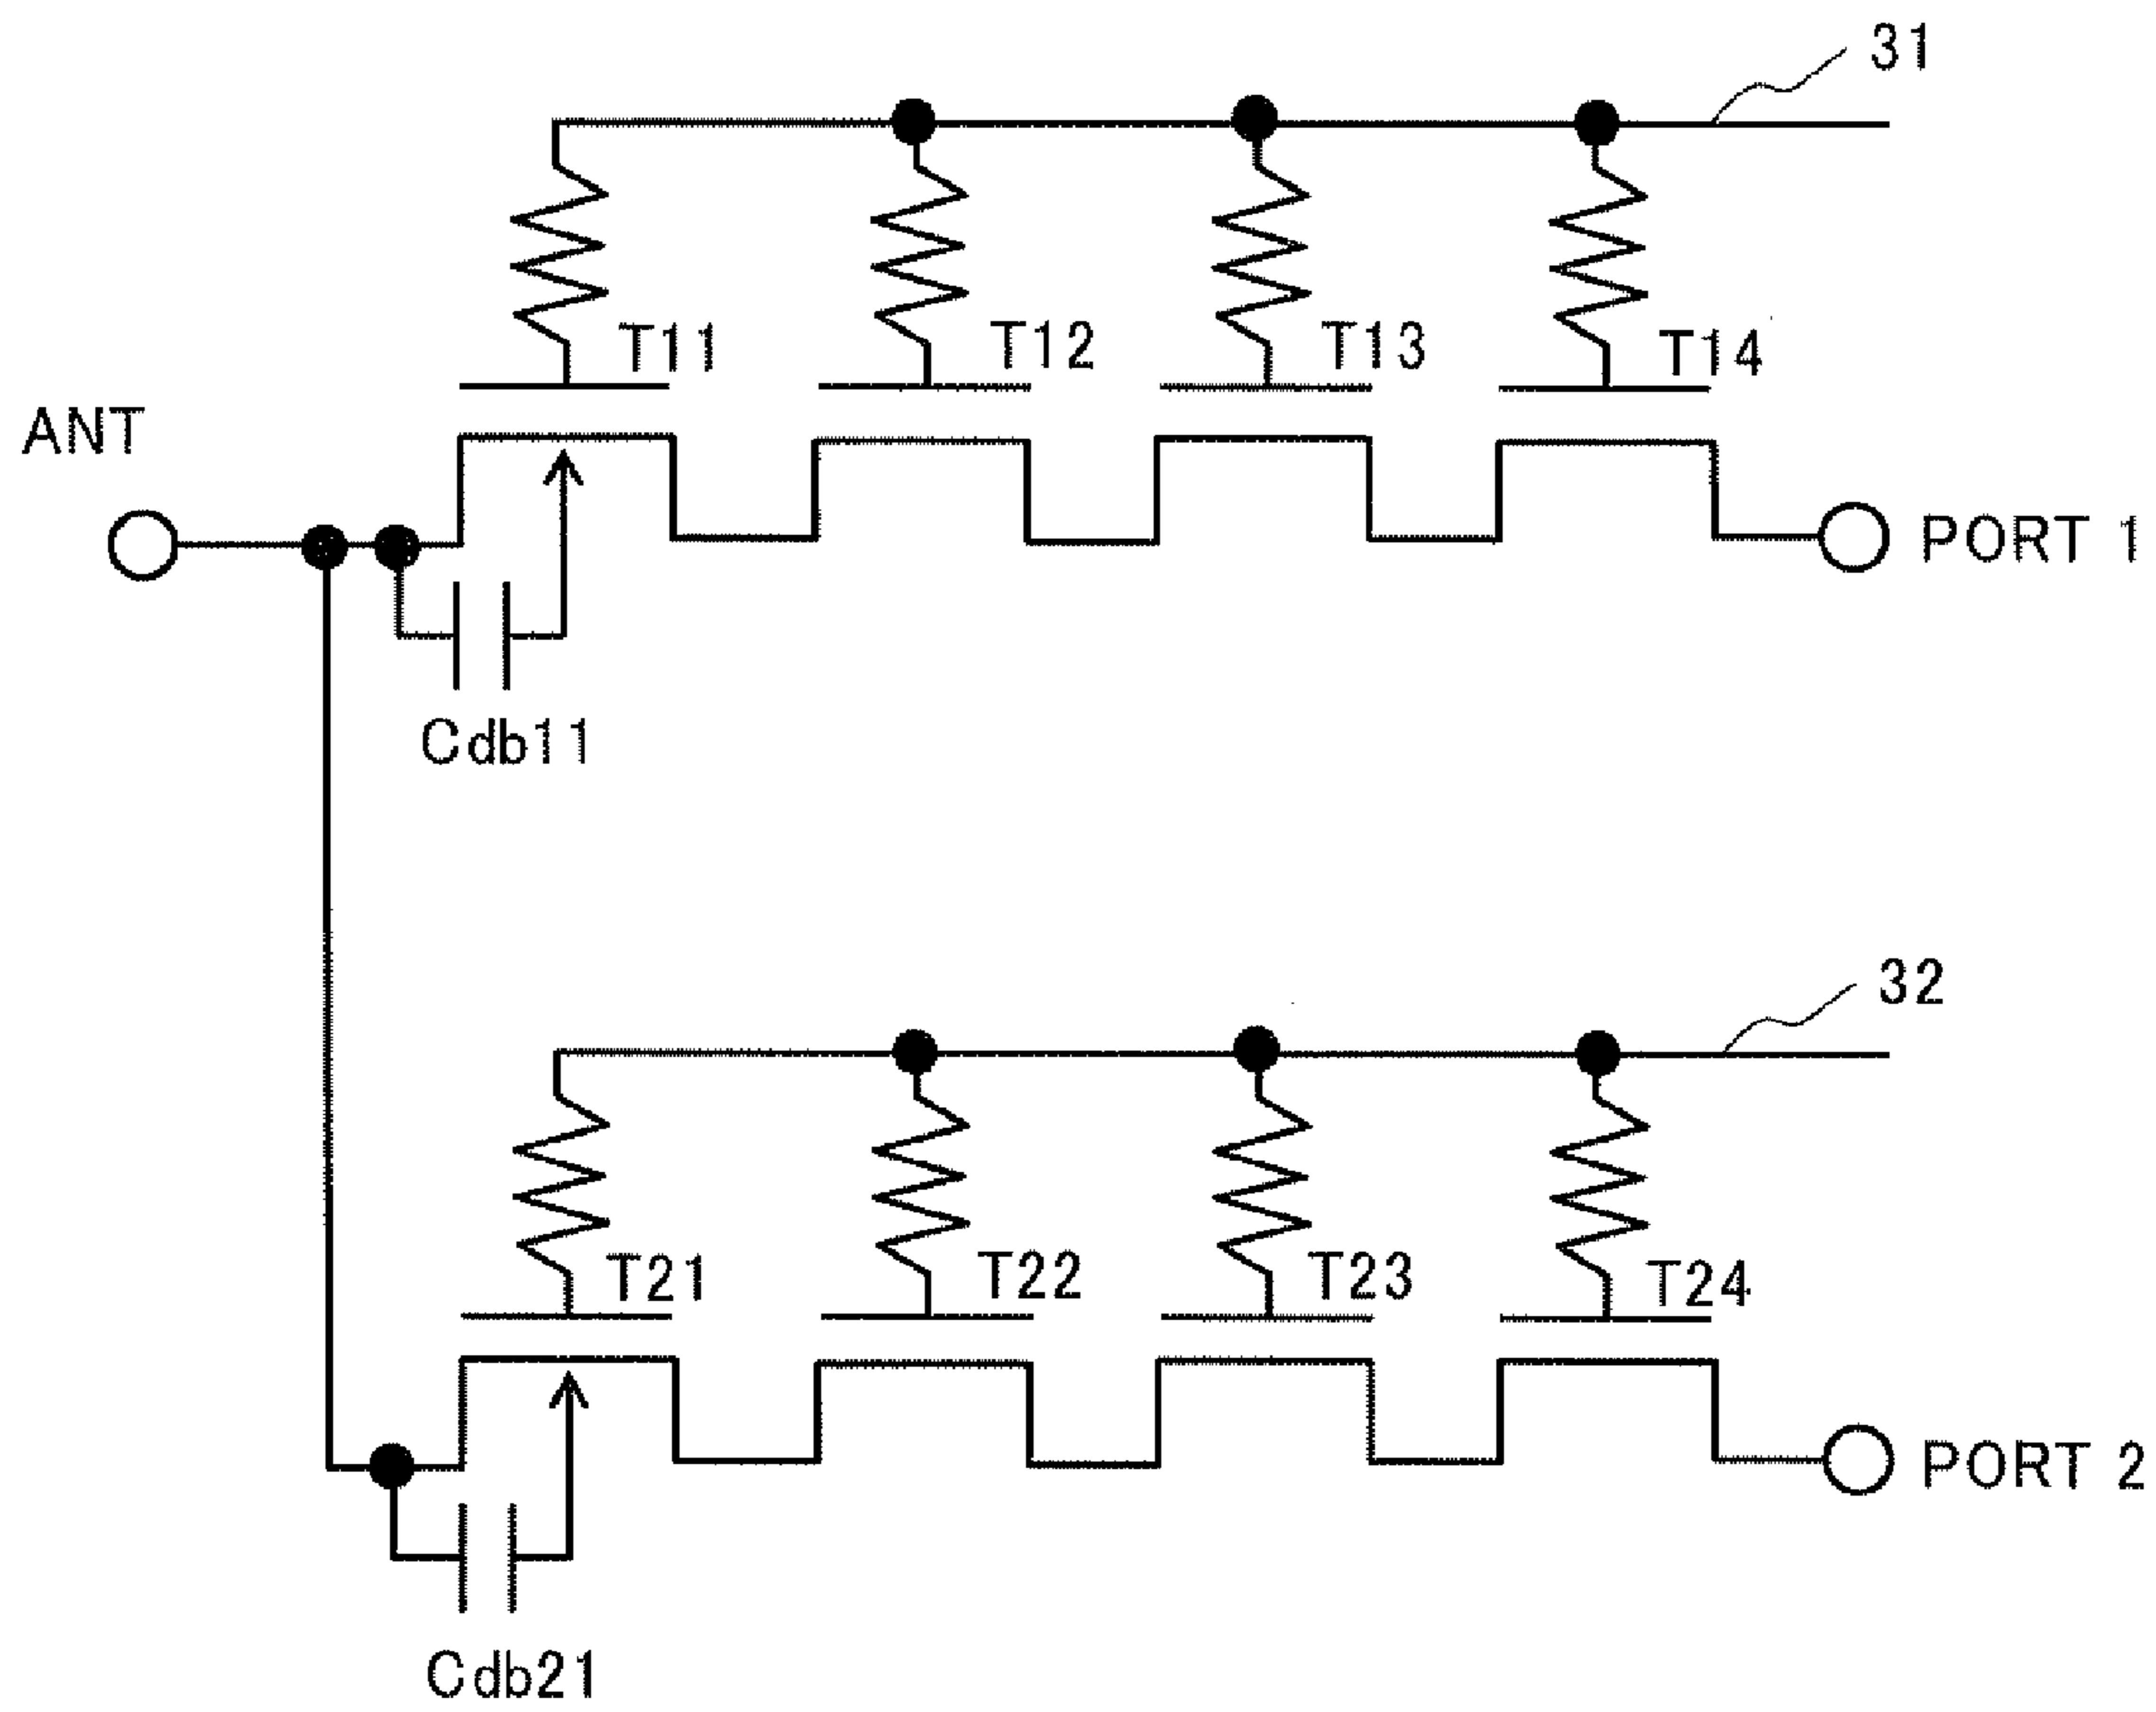 31
T11
T12
T13
T14
ANT
PORT 1
Cdb11
32
T21
T22
T23
T24
PORT 2
Cdb21